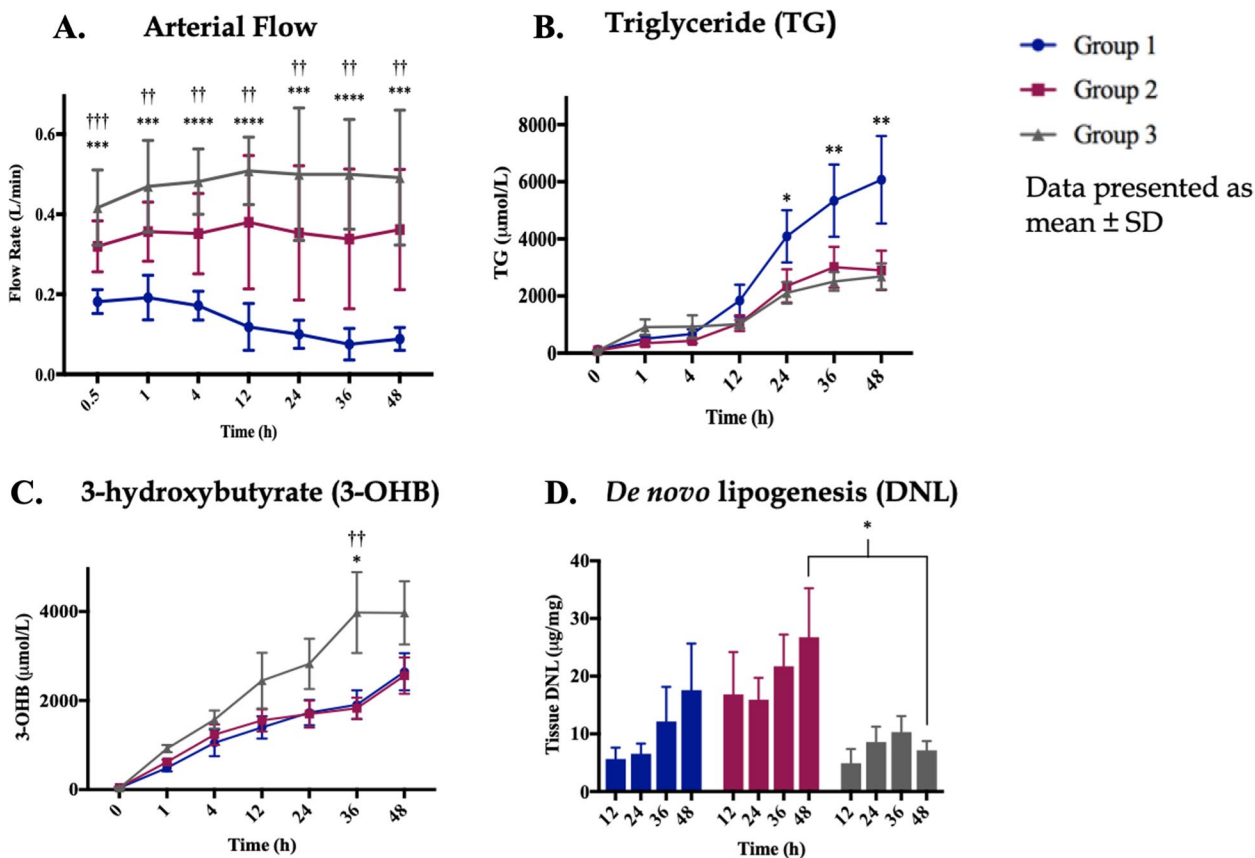 A. Arterial Flow
†† †† ††
†† †† †† *** **** ***
††† *** **** ****
***
0.6
0.4
0.2
0.0
Flow Rate (L/min)
0.5 1 4 12 24 36 48
Time (h)
B. Triglyceride (TG)
8000
6000
4000
2000
0
TG (μmol/L)
* ** **
0 1 4 12 24 36 48
Time (h)
Group 1
Group 2
Group 3
Data presented as
mean ± SD
C. 3-hydroxybutyrate (3-OHB)
††
*
4000
2000
0
3-OHB (μmol/L)
0 1 4 12 24 36 48
Time (h)
D. De novo lipogenesis (DNL)
*
40
30
20
10
0
Tissue DNL (μg/mg)
12 24 36 48 12 24 36 48 12 24 36 48
Time (h)